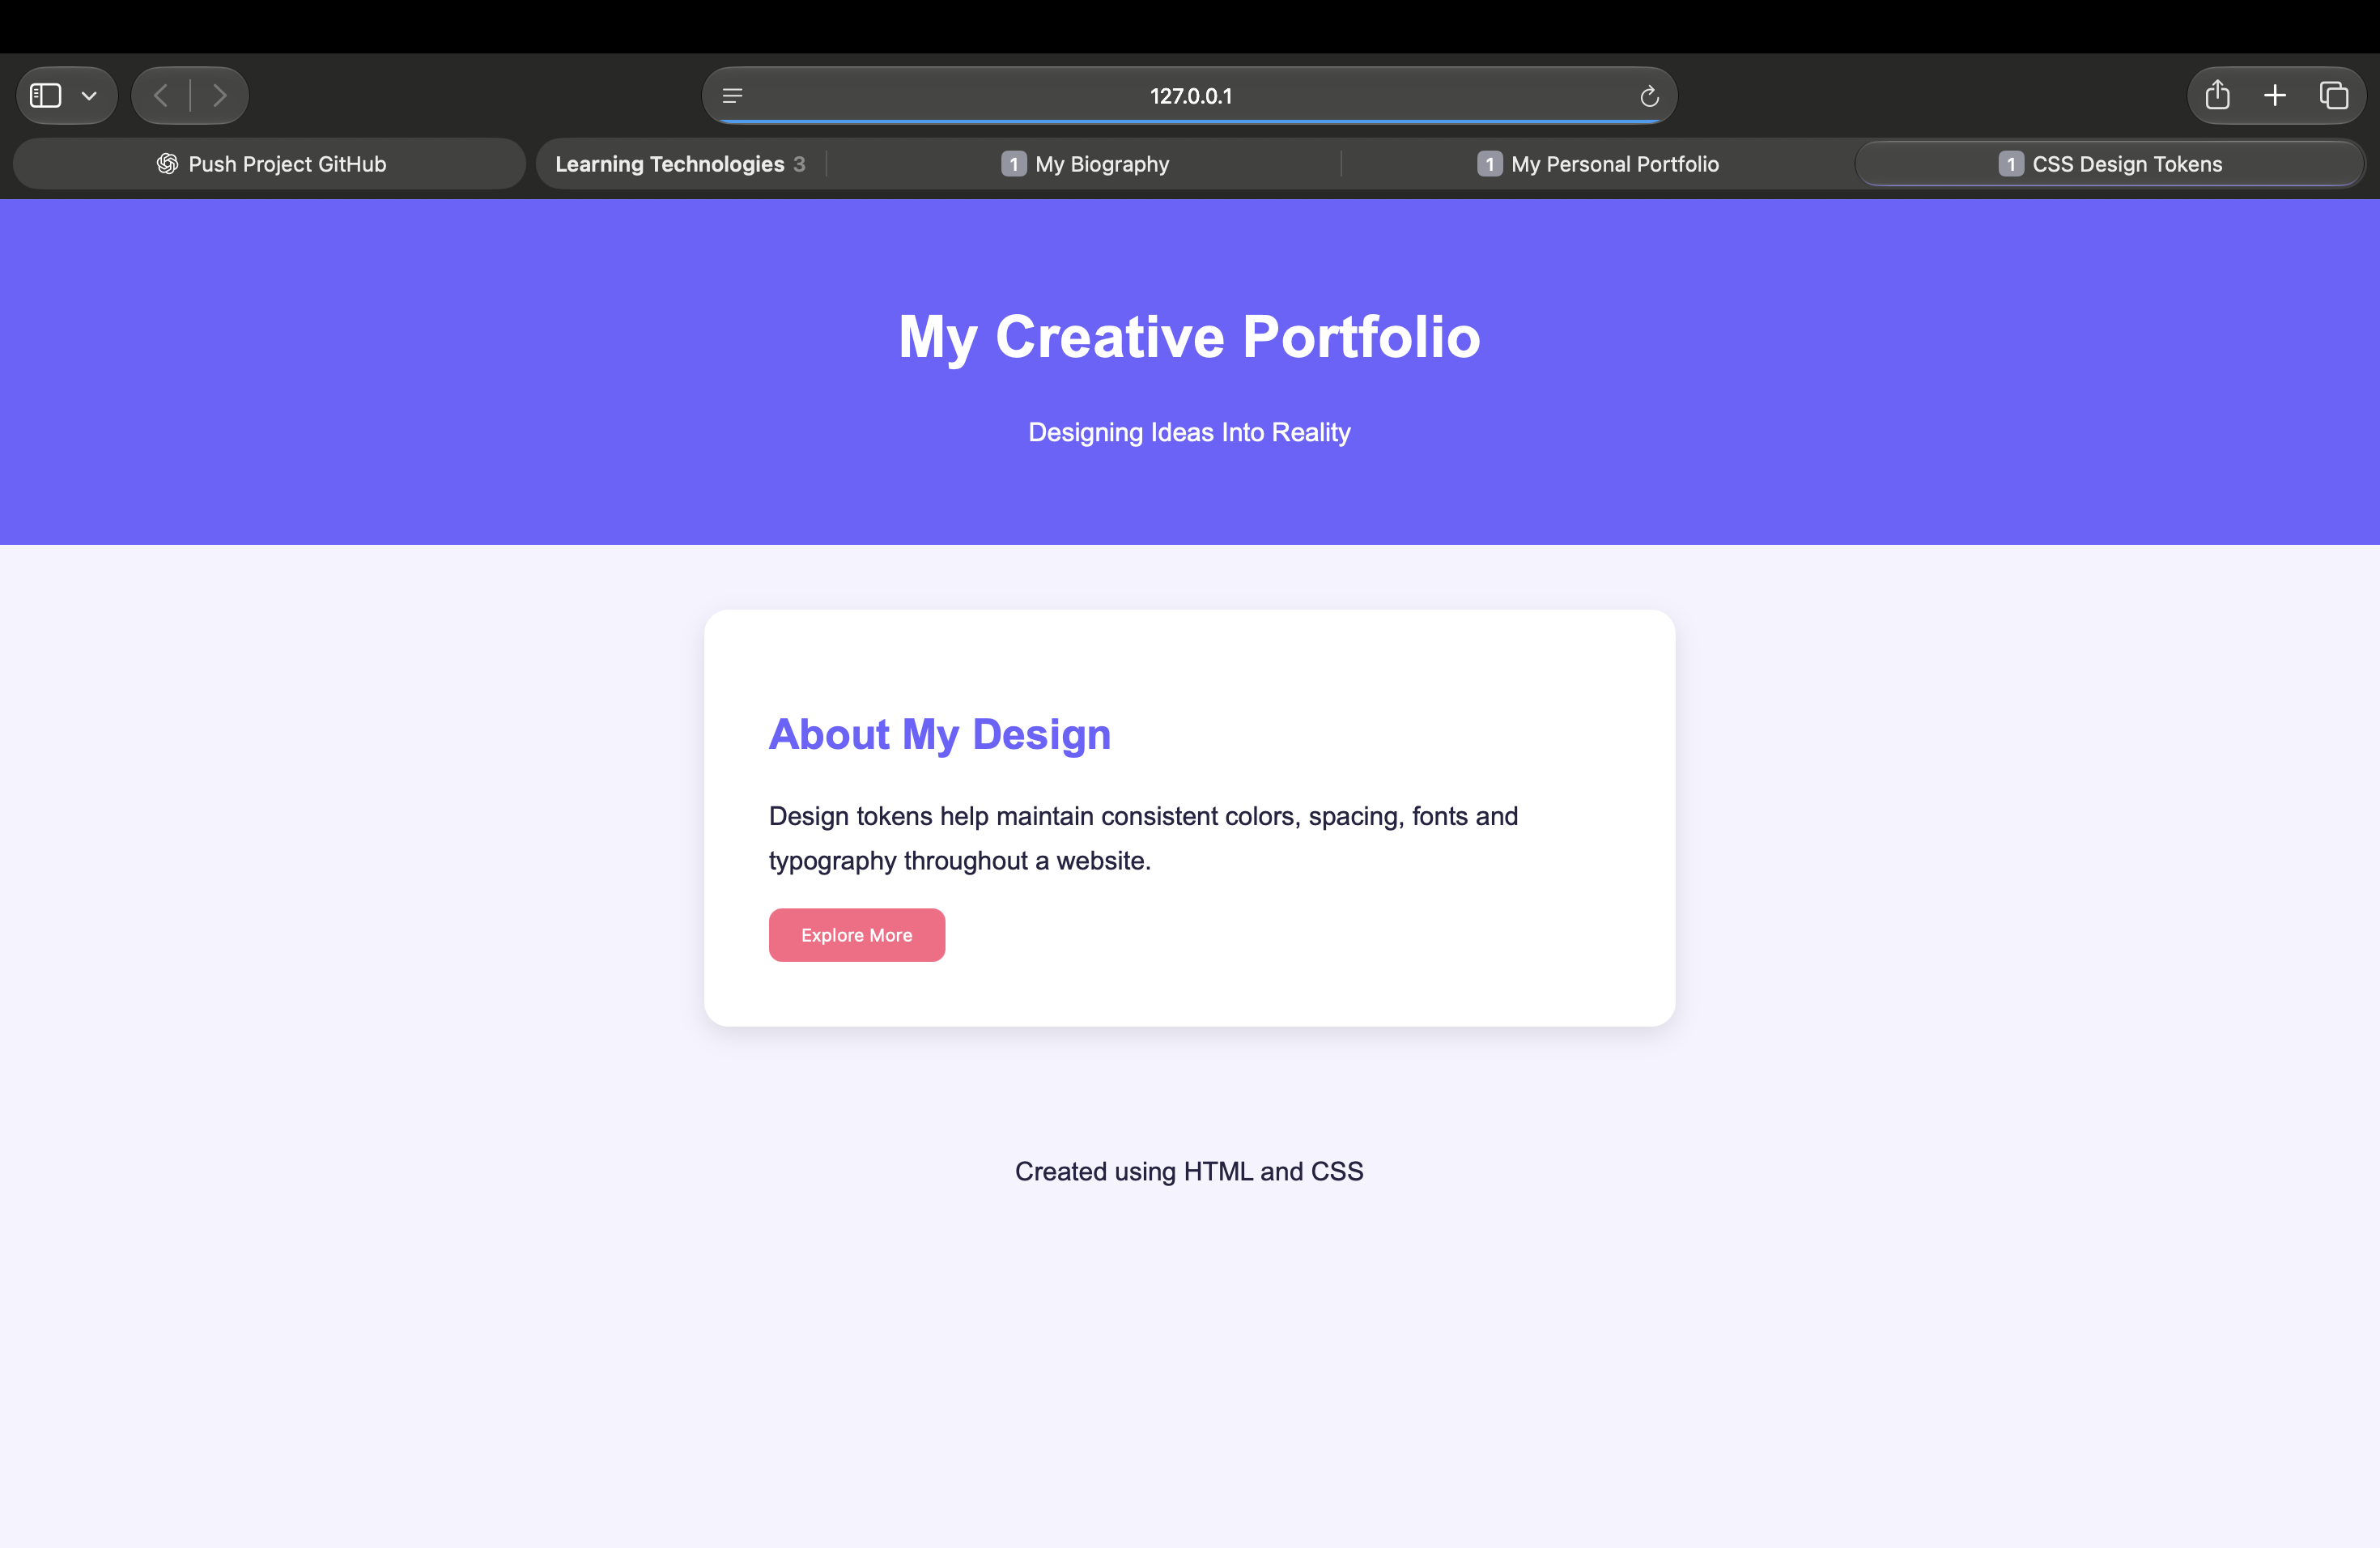 127.0.0.1
Push Project GitHub
Learning Technologies 3
1 My Biography
1 My Personal Portfolio
1 CSS Design Tokens
My Creative Portfolio
Designing Ideas Into Reality
About My Design
Design tokens help maintain consistent colors, spacing, fonts and
typography throughout a website.
Explore More
Created using HTML and CSS